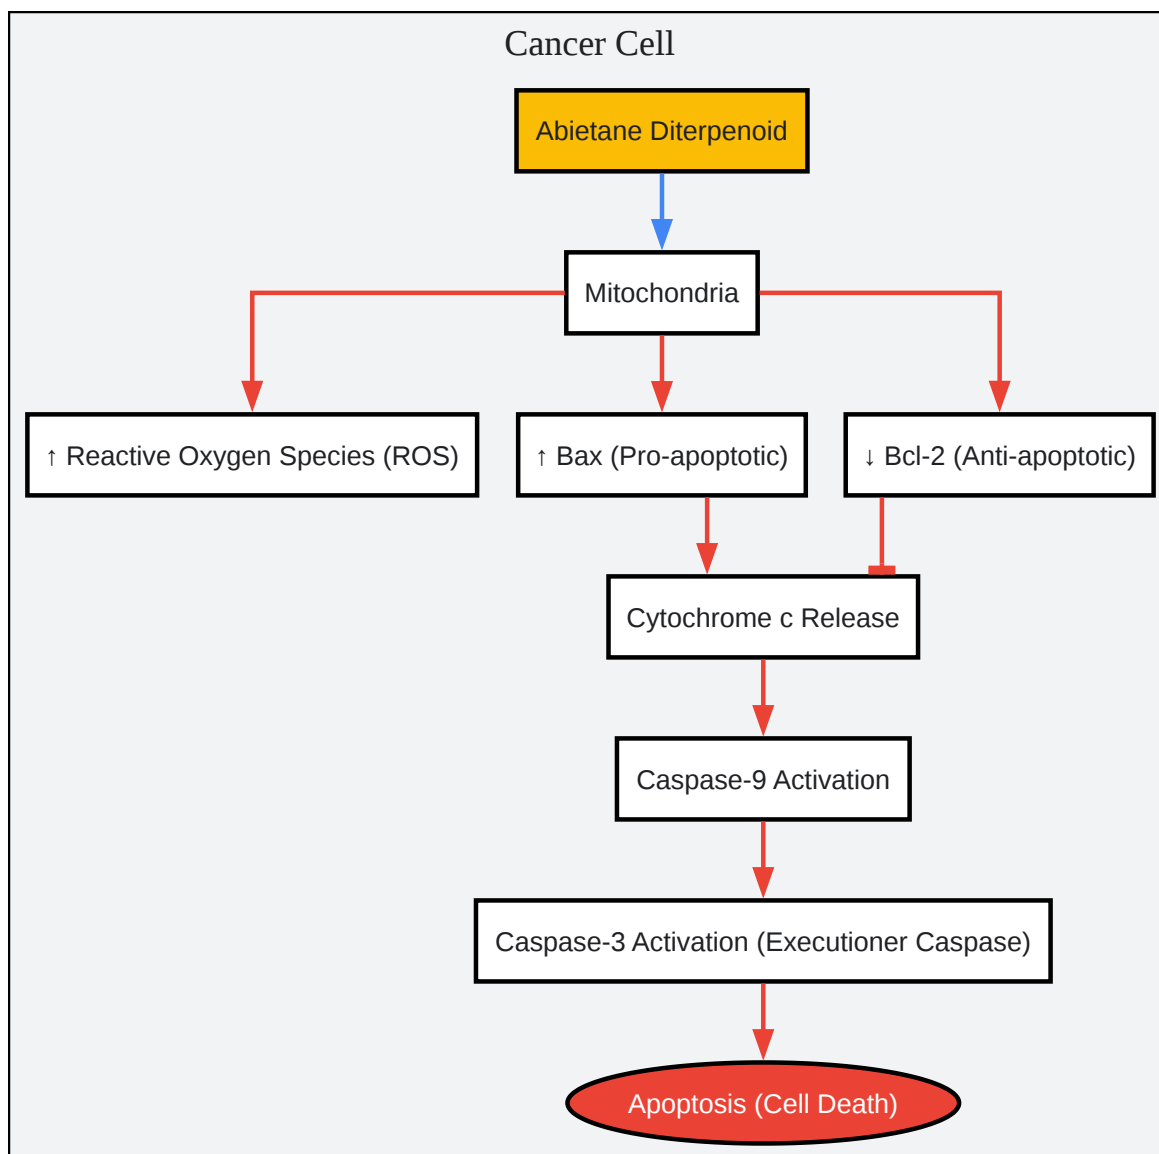 Cancer Cell
Abietane Diterpenoid
Mitochondria
↑ Reactive Oxygen Species (ROS)
↑ Bax (Pro-apoptotic)
↓ Bcl-2 (Anti-apoptotic)
Cytochrome c Release
Caspase-9 Activation
Caspase-3 Activation (Executioner Caspase)
Apoptosis (Cell Death)